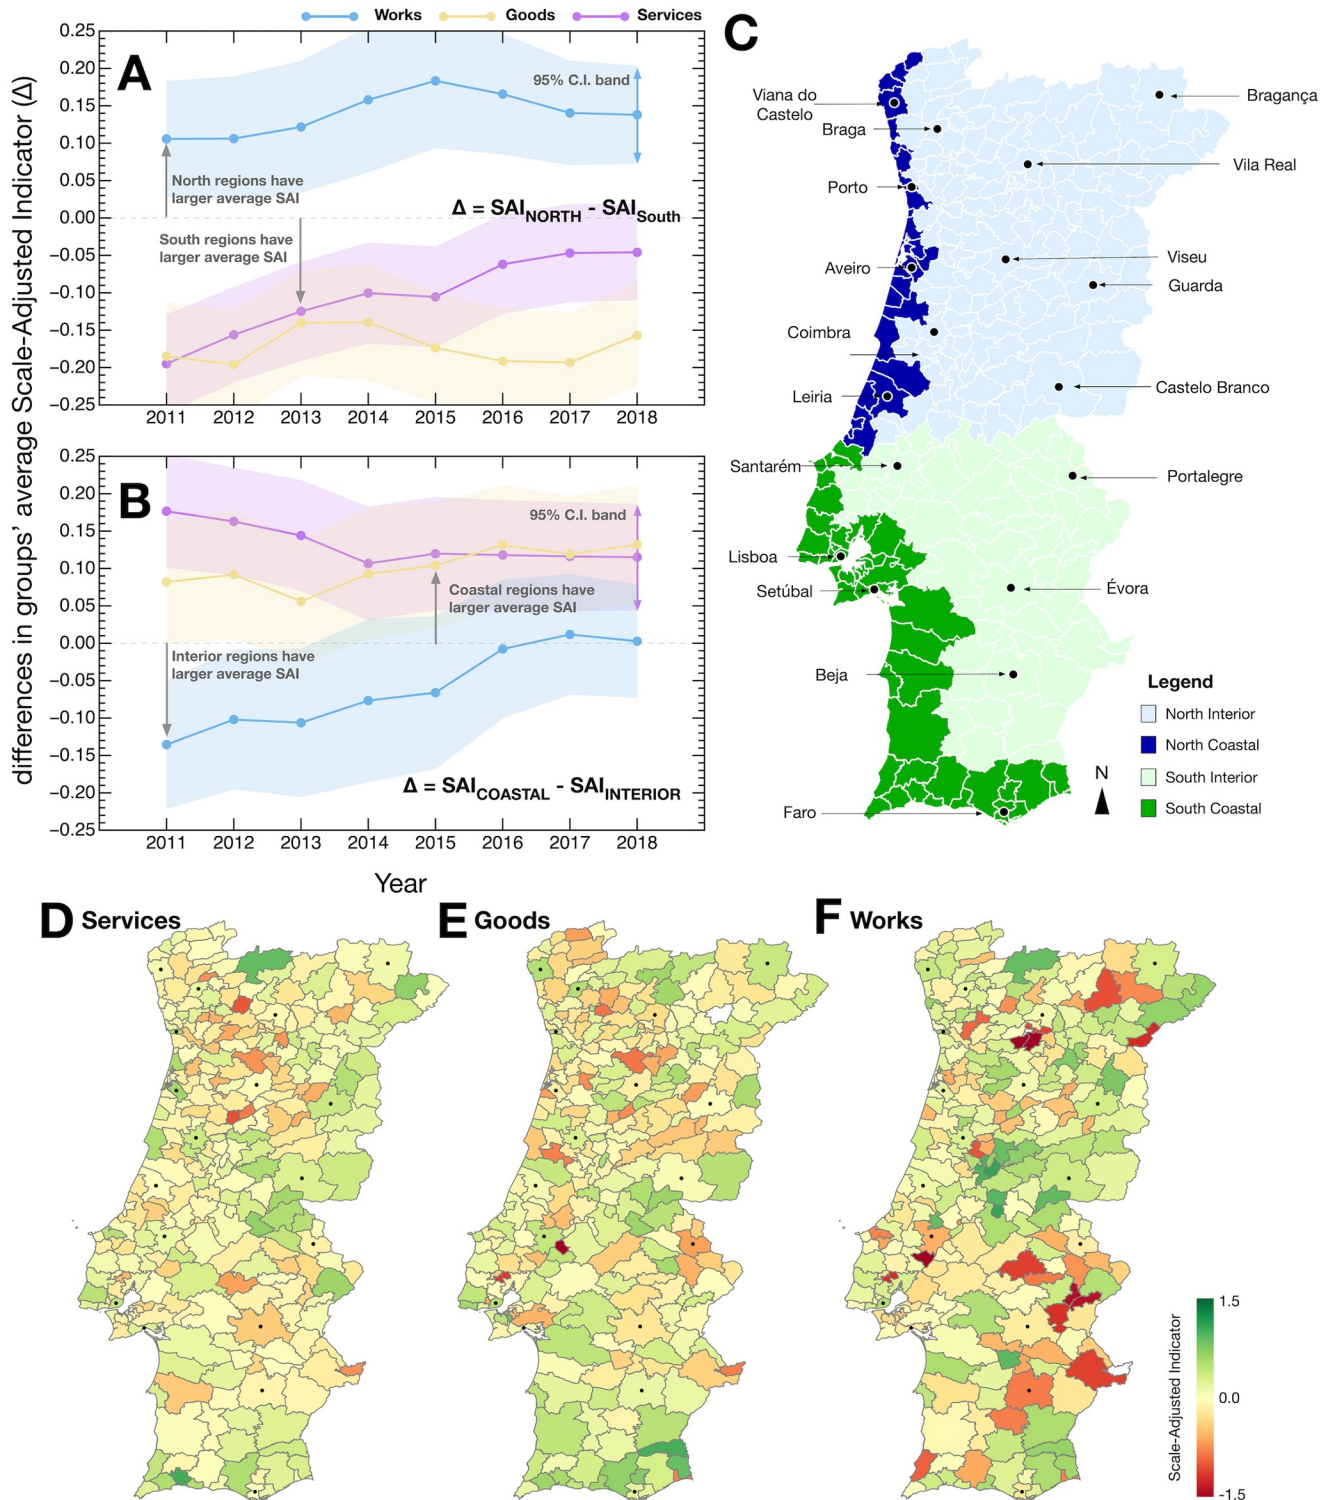 Works Goods Services
differences in groups' average Scale-Adjusted Indicator (Δ)
A
0.25
0.20
0.15
0.10
0.05
0.00
−0.05
−0.10
−0.15
−0.20
−0.25
95% C.I. band
North regions have
larger average SAI
Δ = SAINORTH - SAISouth
South regions have
larger average SAI
2011 2012 2013 2014 2015 2016 2017 2018
B
0.25
0.20
0.15
0.10
0.05
0.00
−0.05
−0.10
−0.15
−0.20
−0.25
95% C.I. band
Coastal regions have
larger average SAI
Interior regions have
larger average SAI
Δ = SAICOASTAL - SAIINTERIOR
2011 2012 2013 2014 2015 2016 2017 2018
Year
C
Viana do
Castelo
Bragança
Braga
Vila Real
Porto
Viseu
Aveiro
Guarda
Coimbra
Castelo Branco
Leiria
Santarém
Portalegre
Lisboa
Setúbal
Évora
Beja
Faro
Legend
North Interior
North Coastal
South Interior
South Coastal
N
D Services
E Goods
F Works
Scale-Adjusted Indicator
1.5
0.0
-1.5